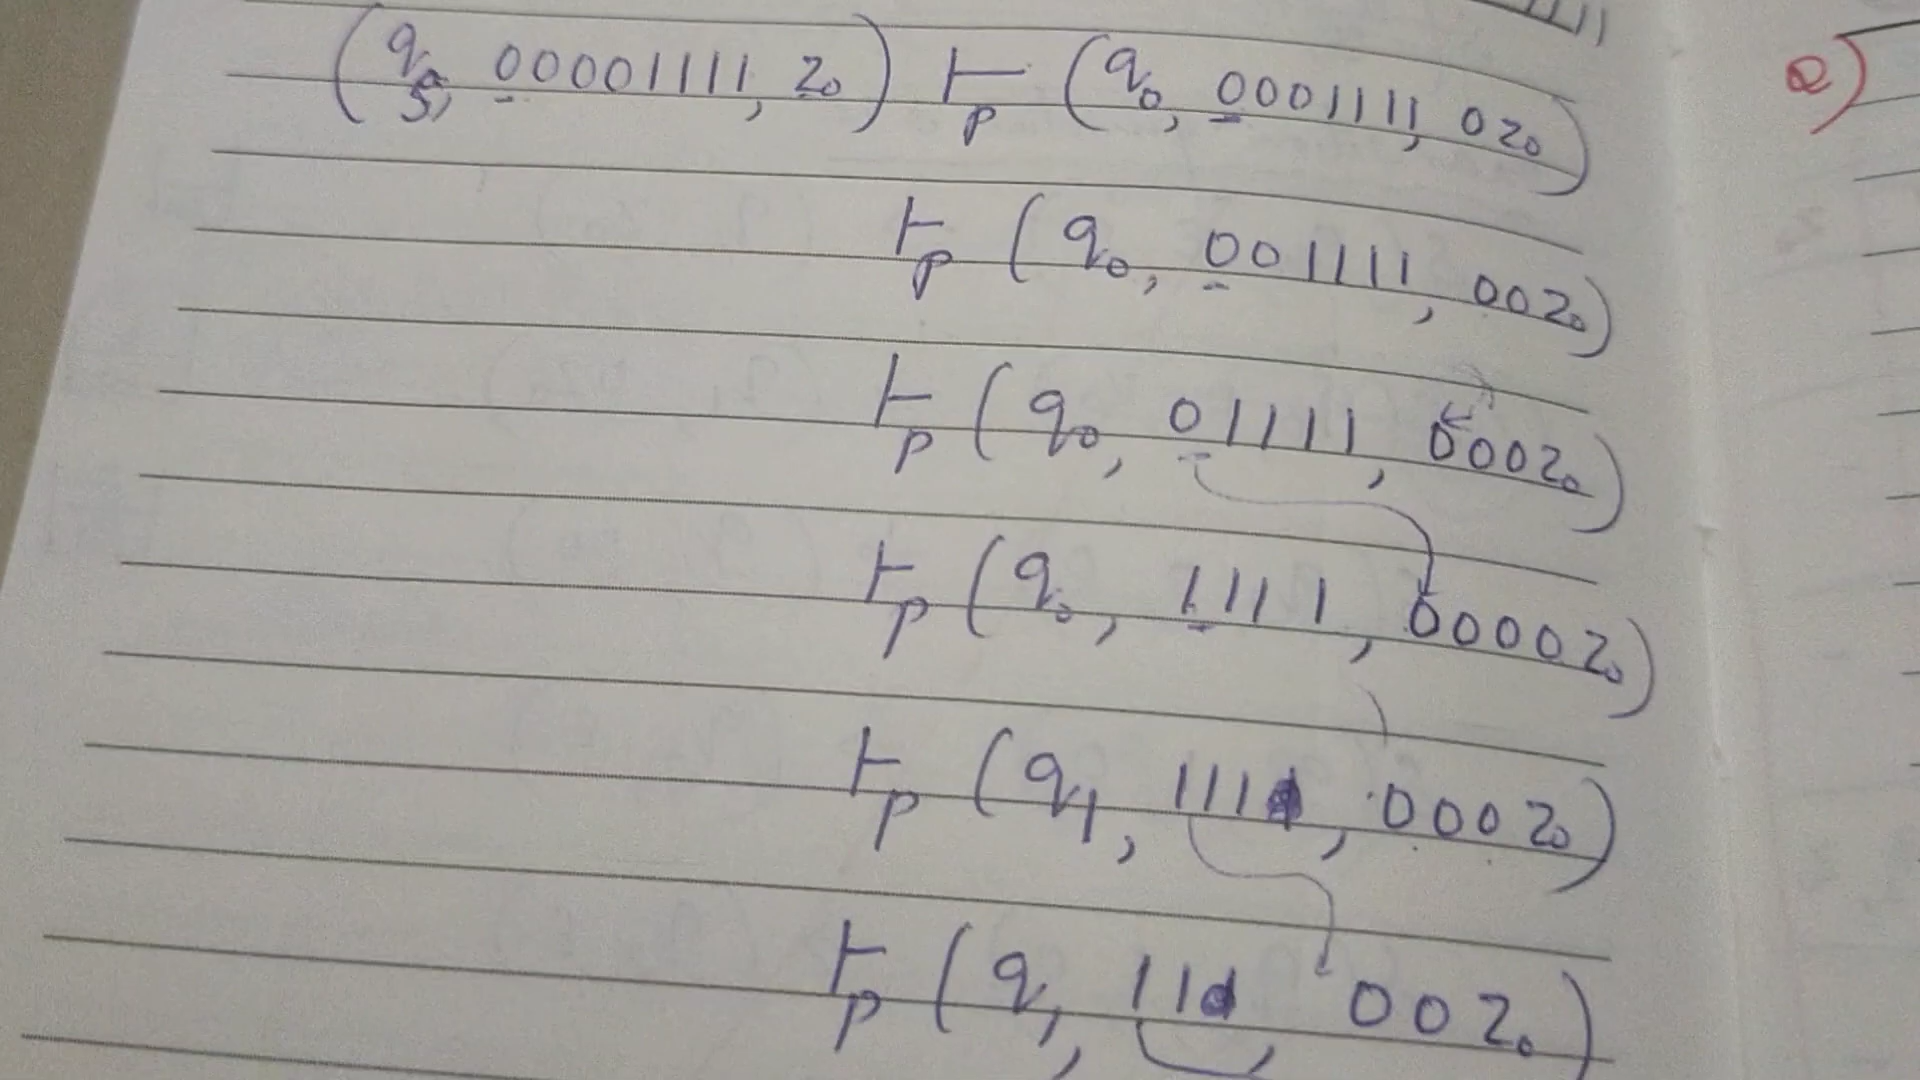 (q₀, 00001111, z₀) ⊢p (q₀, 0001111, 0z₀)
⊢p (q₀, 001111, 00z₀)
⊢p (q₀, 01111, 000z₀)
⊢p (q₀, 1111, 0000z₀)
⊢p (q₁, 111, 000z₀)
⊢p (q₁, 11, 00z₀)
Q)